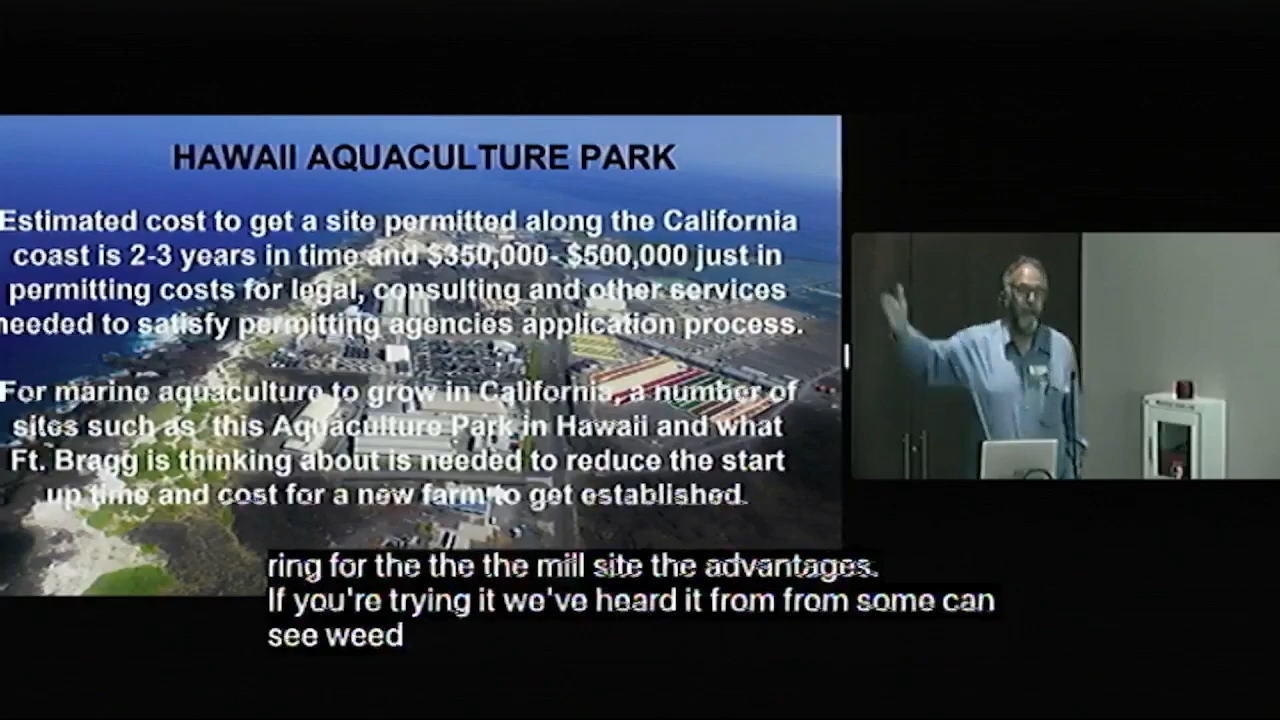 HAWAII AQUACULTURE PARK
Estimated cost to get a site permitted along the California
coast is 2-3 years in time and $350,000- $500,000 just in
permitting costs for legal, consulting and other services
needed to satisfy permitting agencies application process.
For marine aquaculture to grow in California, a number of
sites such as this Aquaculture Park in Hawaii and what
Ft. Bragg is thinking about is needed to reduce the start
up time and cost for a new farm to get established.
ring for the the the mill site the advantages.
If you're trying it we've heard it from from some can
see weed